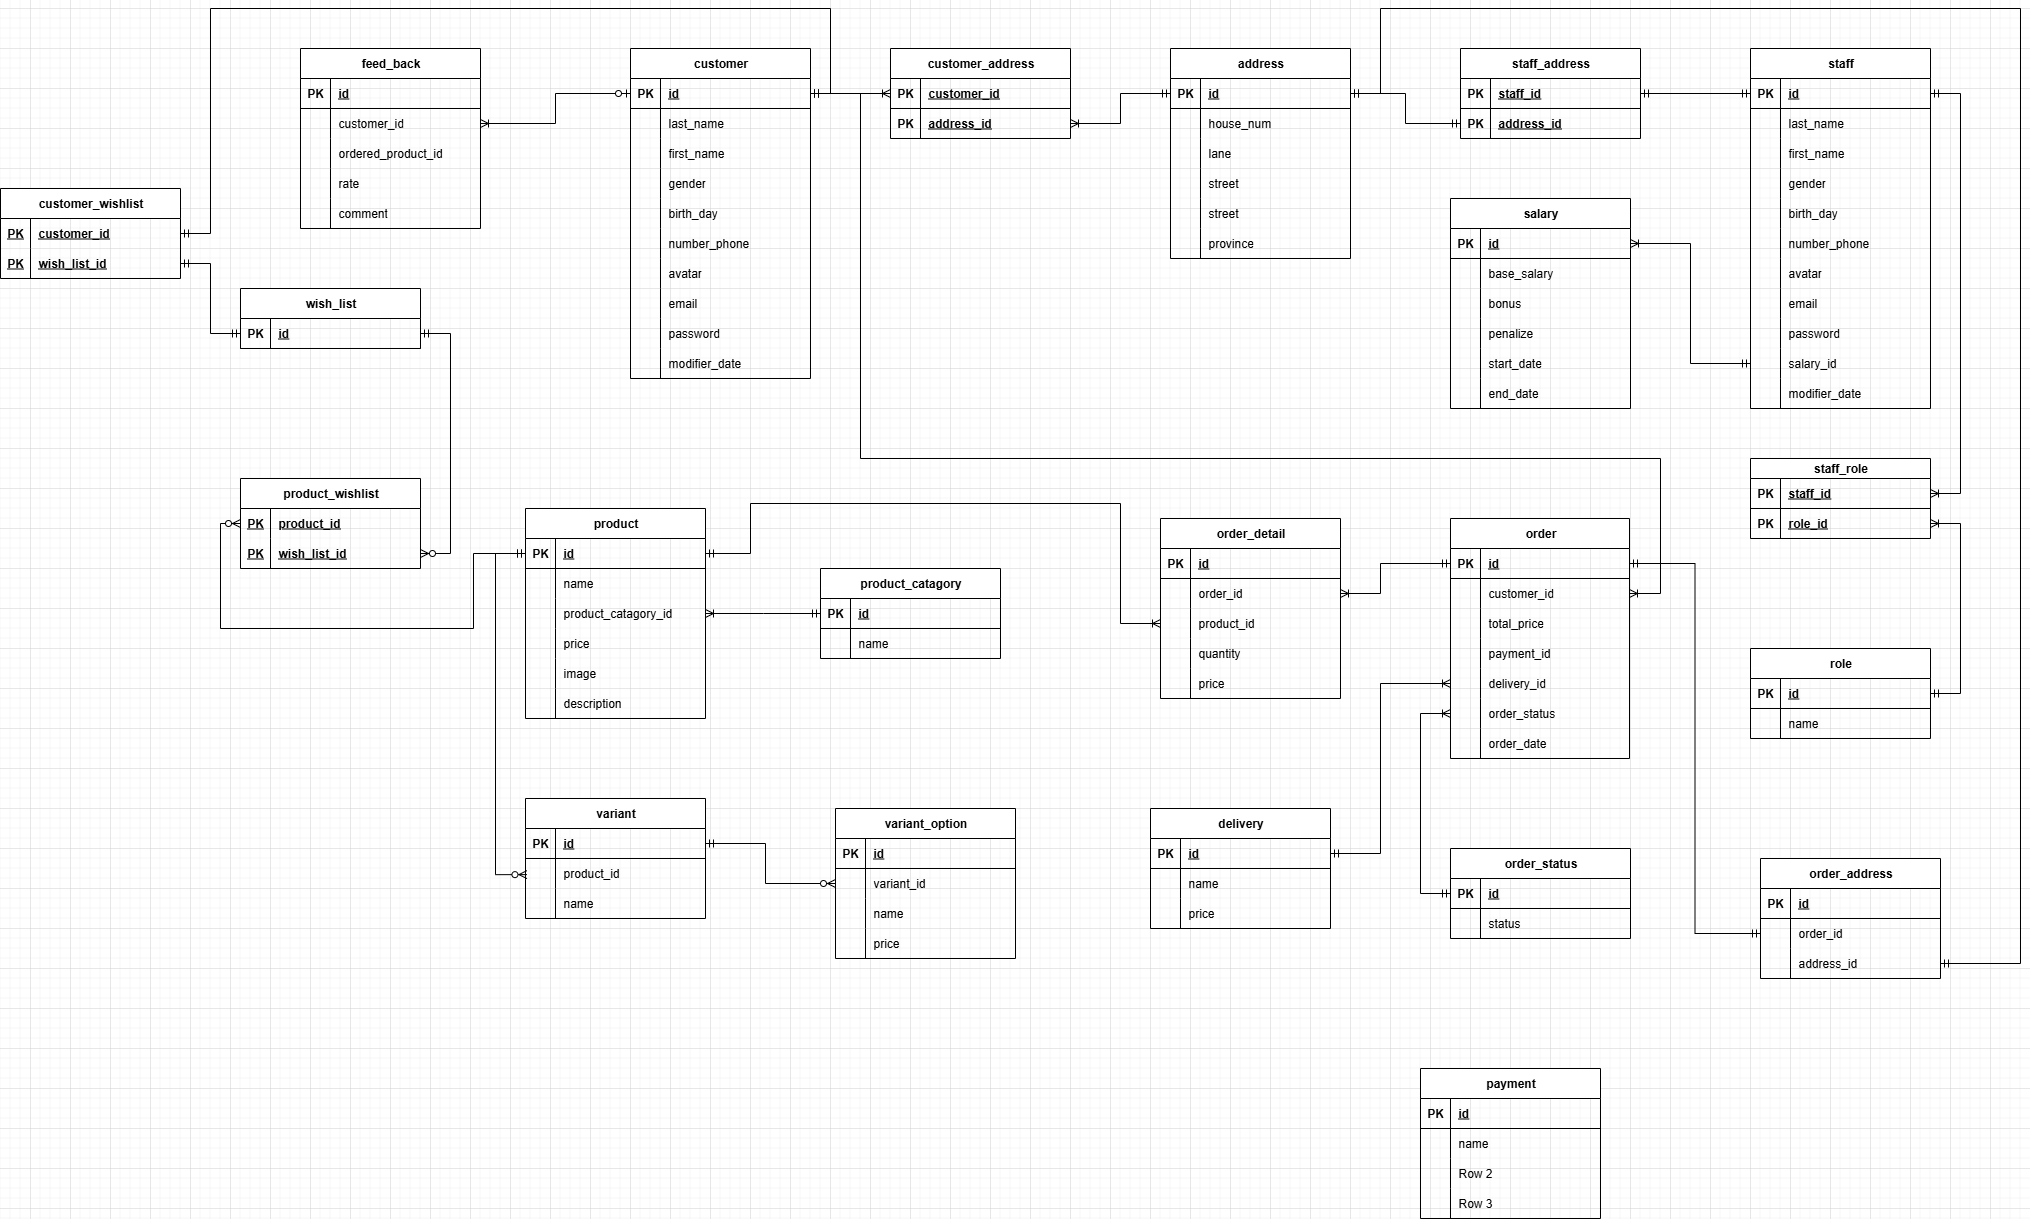 feed_back
PK id
customer_id
ordered_product_id
rate
comment
customer
PK id
last_name
first_name
gender
birth_day
number_phone
avatar
email
password
modifier_date
customer_address
PK customer_id
PK address_id
address
PK id
house_num
lane
street
street
province
staff_address
PK staff_id
PK address_id
staff
PK id
last_name
first_name
gender
birth_day
number_phone
avatar
email
password
salary_id
modifier_date
customer_wishlist
PK customer_id
PK wish_list_id
salary
PK id
base_salary
bonus
penalize
start_date
end_date
wish_list
PK id
staff_role
PK staff_id
PK role_id
product_wishlist
PK product_id
PK wish_list_id
product
PK id
name
product_catagory_id
price
image
description
product_catagory
PK id
name
order_detail
PK id
order_id
product_id
quantity
price
order
PK id
customer_id
total_price
payment_id
delivery_id
order_status
order_date
role
PK id
name
variant
PK id
product_id
name
variant_option
PK id
variant_id
name
price
delivery
PK id
name
price
order_status
PK id
status
order_address
PK id
order_id
address_id
payment
PK id
name
Row 2
Row 3